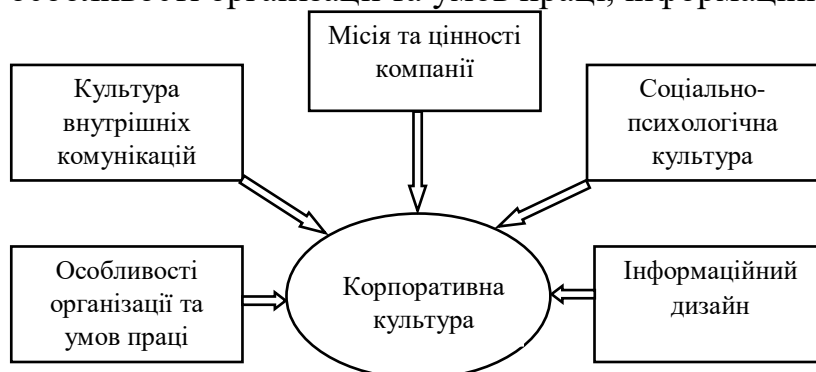 особливості організації та умов праці, інформаційний
Місія та цінності
компанії
Культура
внутрішніх
комунікацій
Соціально-
психологічна
культура
Особливості
організації та
умов праці
Корпоративна
культура
Інформаційний
дизайн